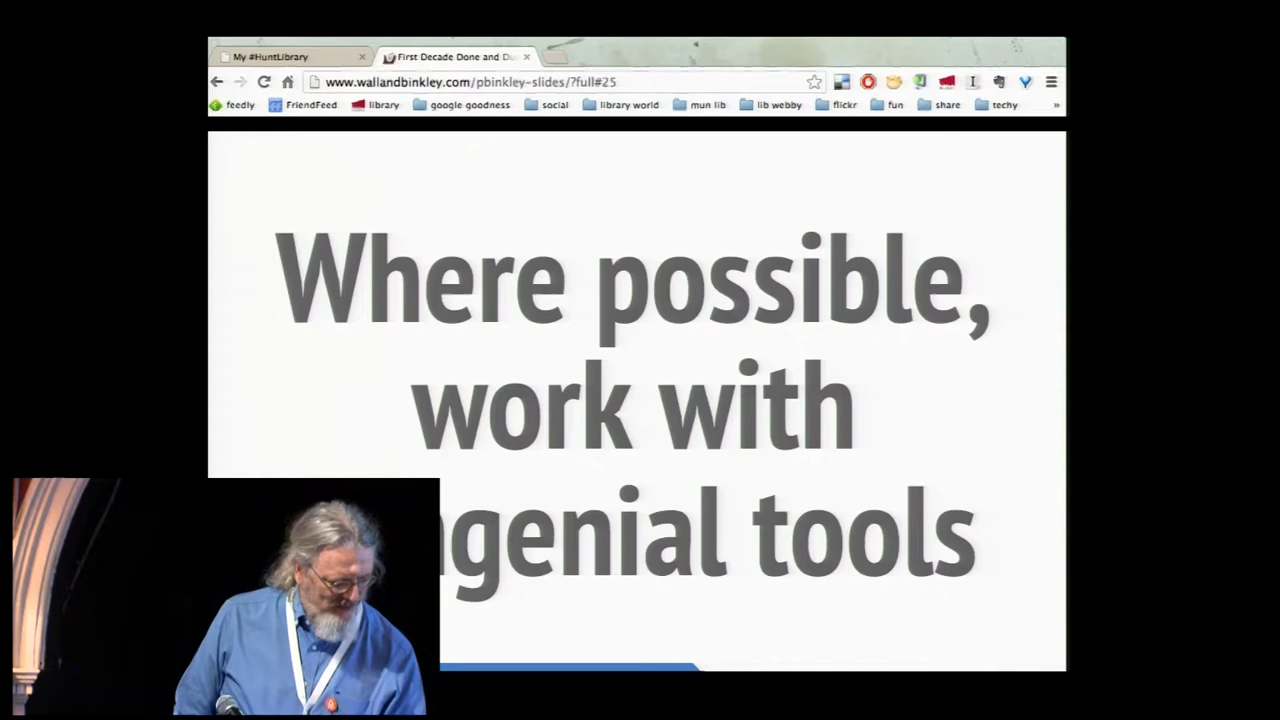 My #HuntLibrary
First Decade Done and Du
www.wallandbinkley.com/pbinkley-slides/?full#25
feedly FriendFeed library google goodness social library world mun lib lib webby flickr fun share techy »
Where possible,
work with
genial tools